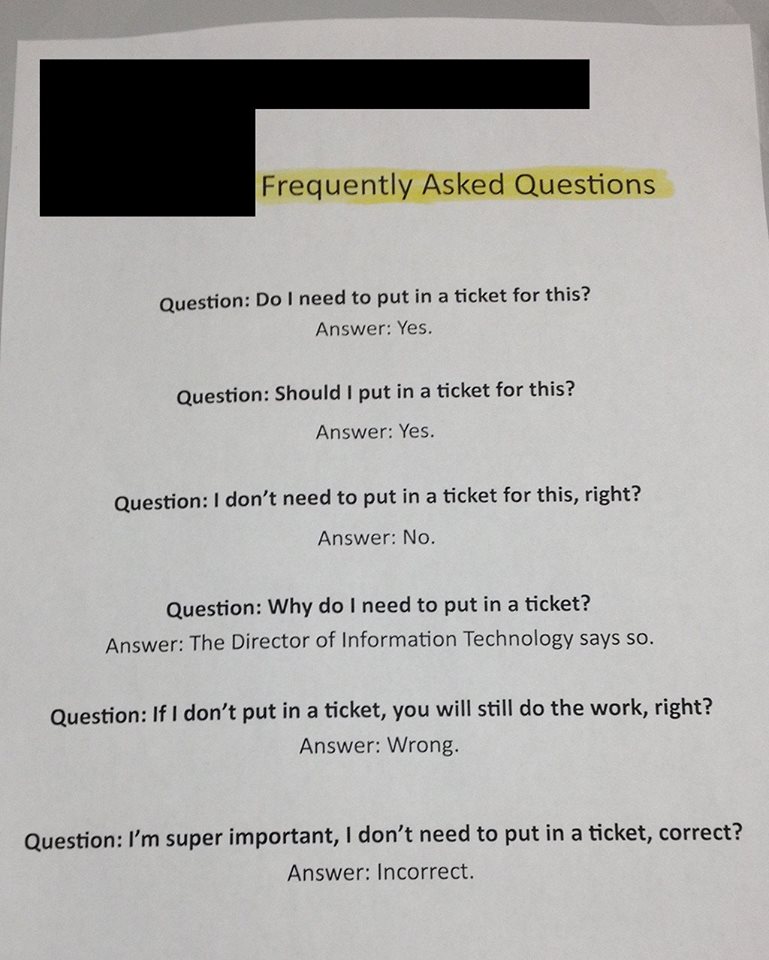 Frequently Asked Questions
Question: Do I need to put in a ticket for this?
Answer: Yes.
Question: Should I put in a ticket for this?
Answer: Yes.
Question: I don’t need to put in a ticket for this, right?
Answer: No.
Question: Why do I need to put in a ticket?
Answer: The Director of Information Technology says so.
Question: If I don’t put in a ticket, you will still do the work, right?
Answer: Wrong.
Question: I’m super important, I don’t need to put in a ticket, correct?
Answer: Incorrect.